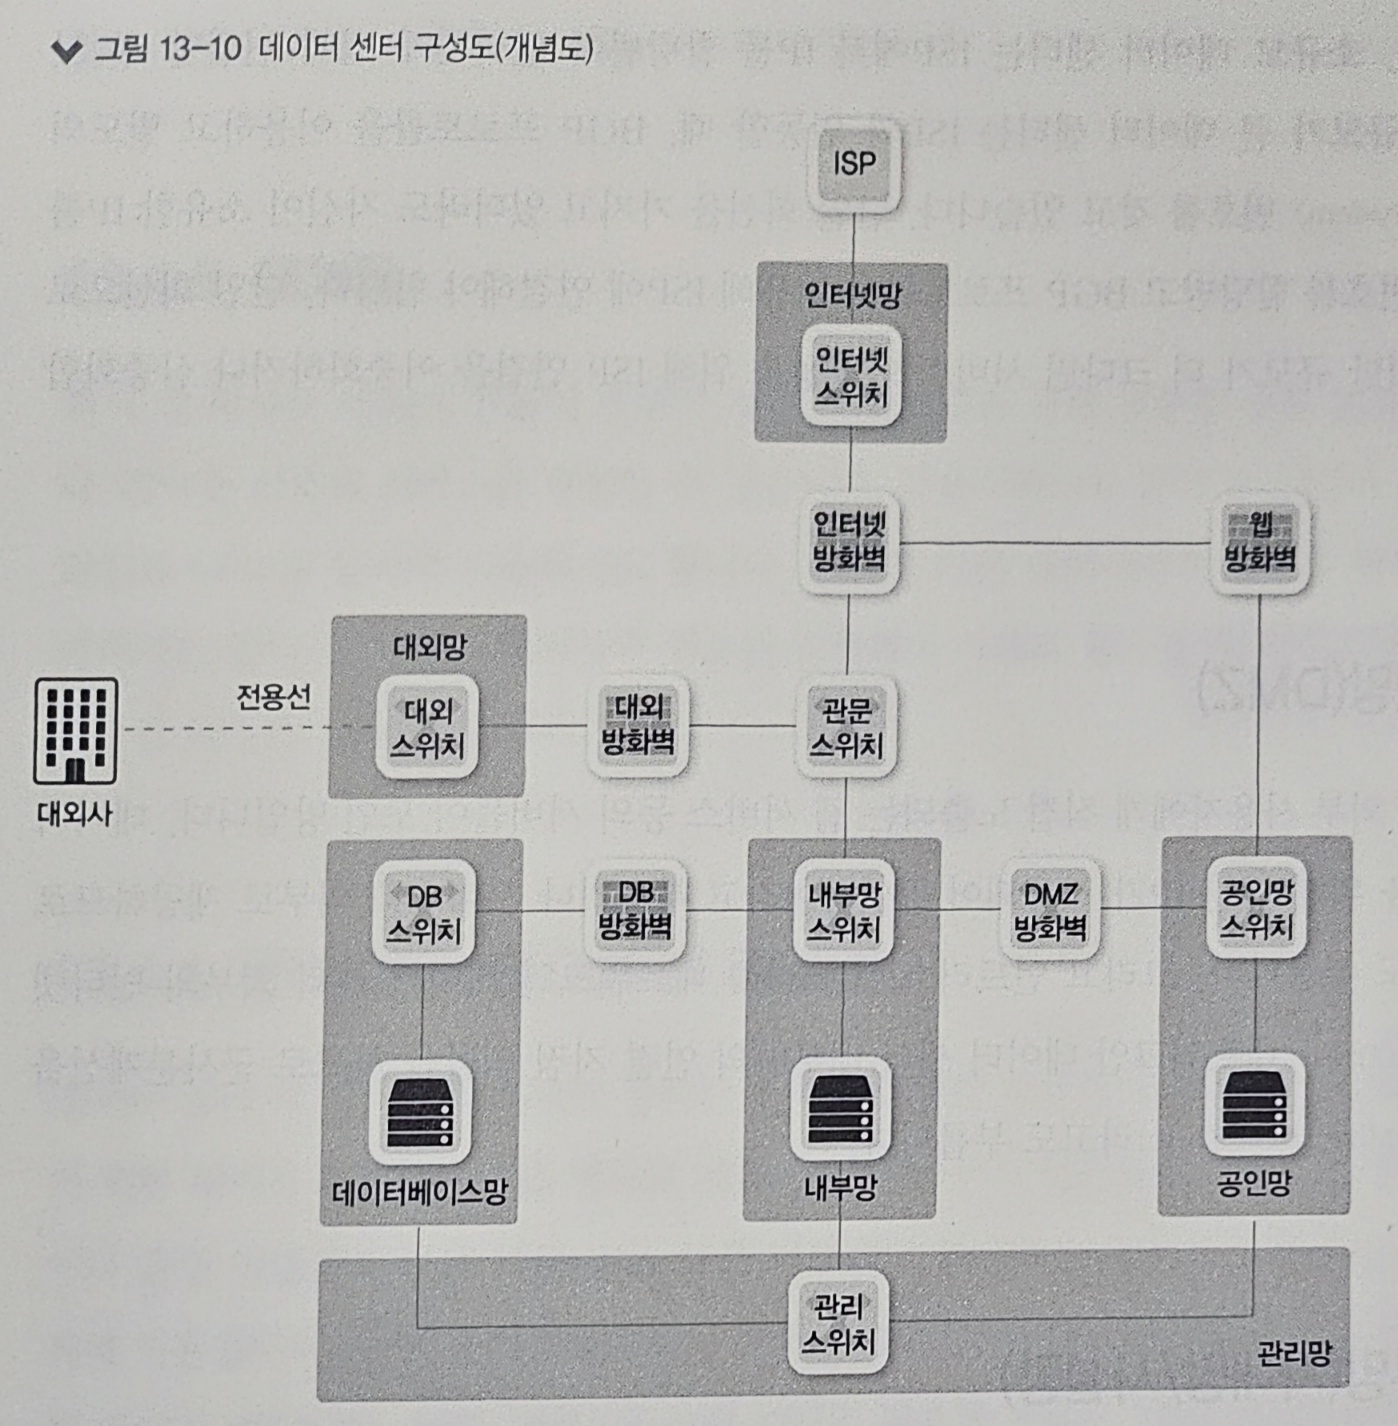 그림 13-10 데이터 센터 구성도(개념도)
ISP
인터넷망
인터넷
스위치
인터넷
방화벽
웹
방화벽
대외망
전용선
대외
스위치
대외
방화벽
관문
스위치
대외사
DB
스위치
DB
방화벽
내부망
스위치
DMZ
방화벽
공인망
스위치
데이터베이스망
내부망
공인망
관리
스위치
관리망